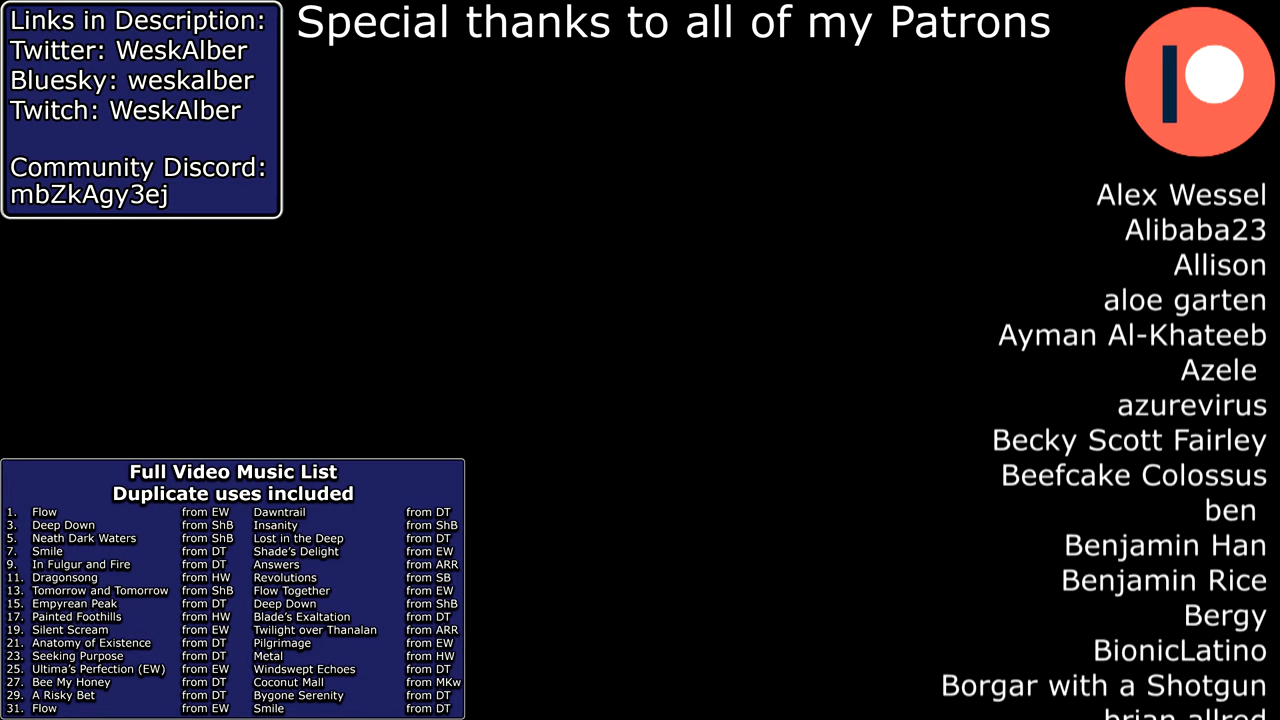 Links in Description:
Twitter: WeskAlber
Bluesky: weskalber
Twitch: WeskAlber
Community Discord:
mbZkAgy3ej
Special thanks to all of my Patrons
Alex Wessel
Alibaba23
Allison
aloe garten
Ayman Al-Khateeb
Azele
azurevirus
Becky Scott Fairley
Beefcake Colossus
ben
Benjamin Han
Benjamin Rice
Bergy
BionicLatino
Borgar with a Shotgun
brian allred
Full Video Music List
Duplicate uses included
1. Flow from EW Dawntrail from DT
3. Deep Down from ShB Insanity from ShB
5. Neath Dark Waters from ShB Lost in the Deep from DT
7. Smile from DT Shade's Delight from EW
9. In Fulgur and Fire from DT Answers from ARR
11. Dragonsong from HW Revolutions from SB
13. Tomorrow and Tomorrow from ShB Flow Together from EW
15. Empyrean Peak from DT Deep Down from ShB
17. Painted Foothills from HW Blade's Exaltation from DT
19. Silent Scream from EW Twilight over Thanalan from ARR
21. Anatomy of Existence from DT Pilgrimage from EW
23. Seeking Purpose from DT Metal from HW
25. Ultima's Perfection (EW) from EW Windswept Echoes from DT
27. Bee My Honey from DT Coconut Mall from MKw
29. A Risky Bet from DT Bygone Serenity from DT
31. Flow from EW Smile from DT